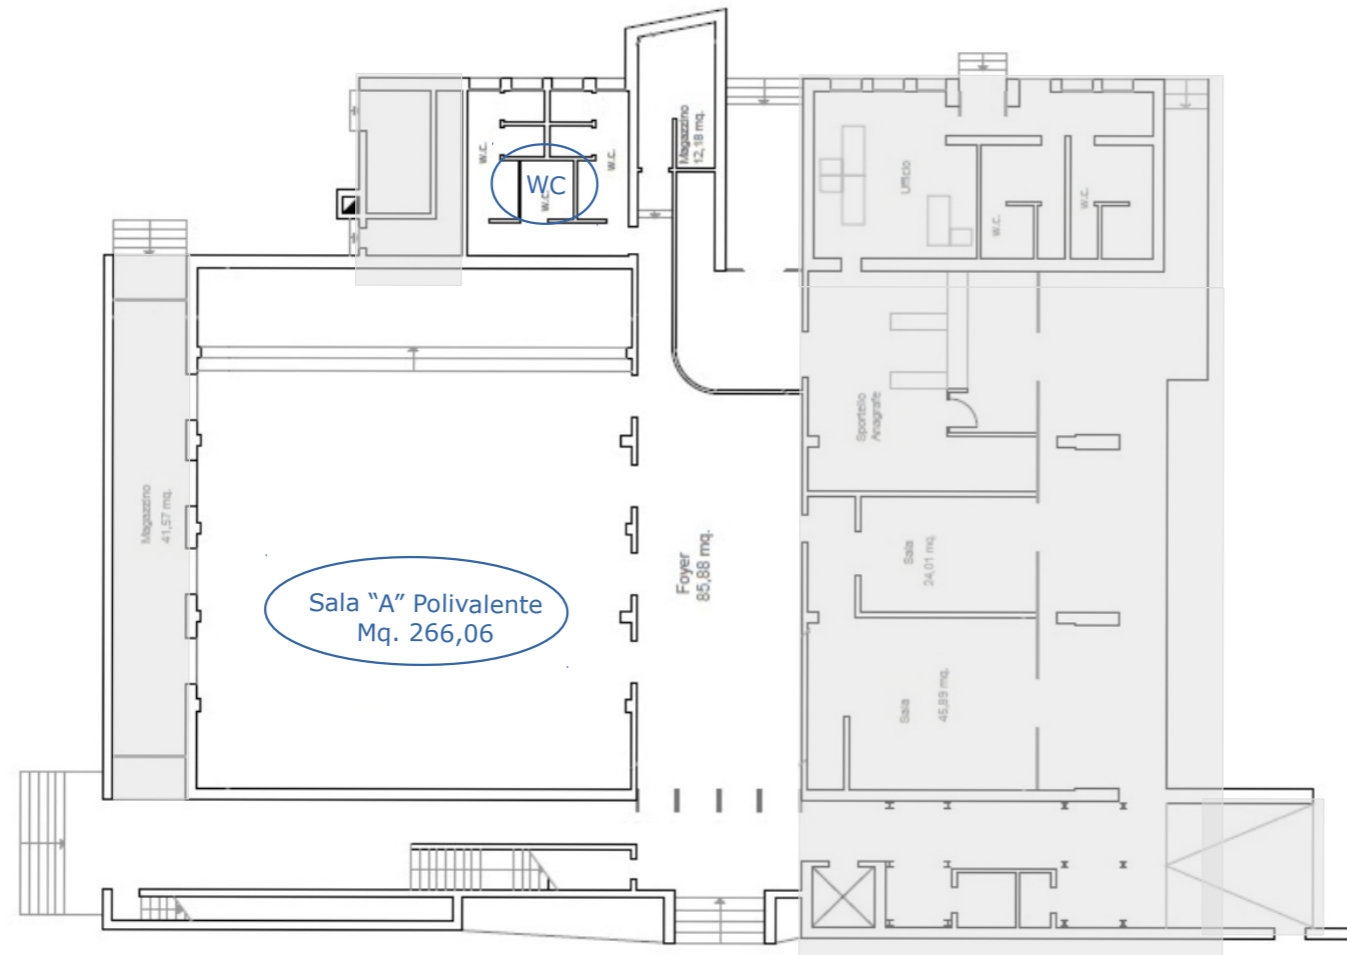 Magazzino
12,18 mq.
w.c.
w.c.
WC
w.c.
Ufficio
w.c.
w.c.
Sportello
Anagrafe
Magazzino
41,57 mq.
Foyer
85,88 mq.
Sala
24,01 mq.
Sala “A” Polivalente
Mq. 266,06
Sala
45,89 mq.